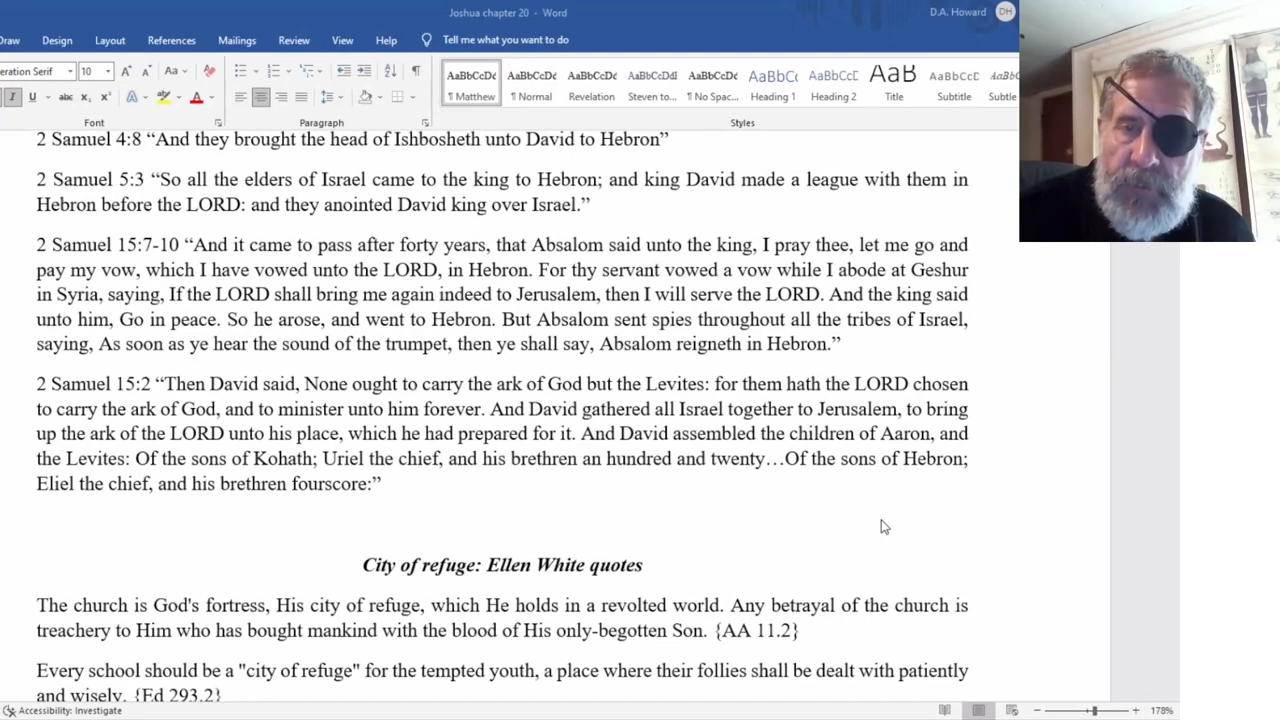 Joshua chapter 20 - Word
D.A. Howard DH
Draw Design Layout References Mailings Review View Help Tell me what you want to do
eration Serif 10 Aa
Font Paragraph Styles
AaBbCcDc AaBbCcDc AaBbCcDc AaBbCcDdI AaBbCcDc AaBbCc AaBbCcD AaB AaBbCcD AaBbC
¶ Matthew ¶ Normal Revelation Steven to... ¶ No Spac... Heading 1 Heading 2 Title Subtitle Subtle
2 Samuel 4:8 “And they brought the head of Ishbosheth unto David to Hebron”
2 Samuel 5:3 “So all the elders of Israel came to the king to Hebron; and king David made a league with them in
Hebron before the LORD: and they anointed David king over Israel.”
2 Samuel 15:7-10 “And it came to pass after forty years, that Absalom said unto the king, I pray thee, let me go and
pay my vow, which I have vowed unto the LORD, in Hebron. For thy servant vowed a vow while I abode at Geshur
in Syria, saying, If the LORD shall bring me again indeed to Jerusalem, then I will serve the LORD. And the king said
unto him, Go in peace. So he arose, and went to Hebron. But Absalom sent spies throughout all the tribes of Israel,
saying, As soon as ye hear the sound of the trumpet, then ye shall say, Absalom reigneth in Hebron.”
2 Samuel 15:2 “Then David said, None ought to carry the ark of God but the Levites: for them hath the LORD chosen
to carry the ark of God, and to minister unto him forever. And David gathered all Israel together to Jerusalem, to bring
up the ark of the LORD unto his place, which he had prepared for it. And David assembled the children of Aaron, and
the Levites: Of the sons of Kohath; Uriel the chief, and his brethren an hundred and twenty…Of the sons of Hebron;
Eliel the chief, and his brethren fourscore:”
City of refuge: Ellen White quotes
The church is God's fortress, His city of refuge, which He holds in a revolted world. Any betrayal of the church is
treachery to Him who has bought mankind with the blood of His only-begotten Son. {AA 11.2}
Every school should be a "city of refuge" for the tempted youth, a place where their follies shall be dealt with patiently
and wisely. {Ed 293.2}
Accessibility: Investigate
178%